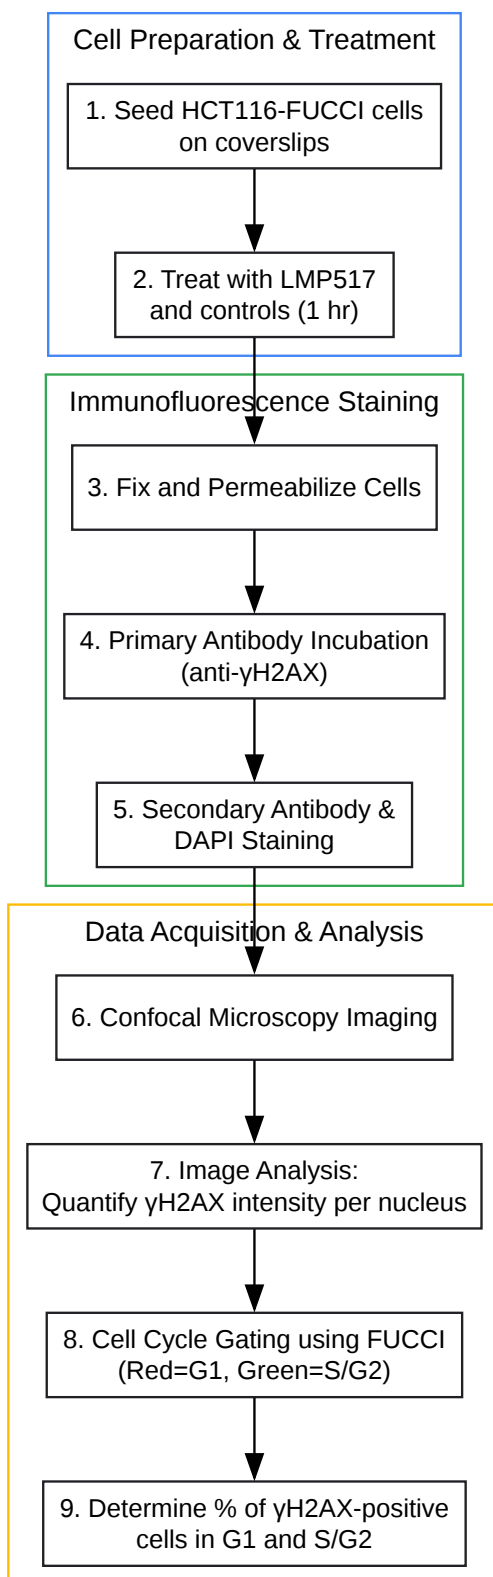 Cell Preparation & Treatment
1. Seed HCT116-FUCCI cells
on coverslips
2. Treat with LMP517
and controls (1 hr)
Immunofluorescence Staining
3. Fix and Permeabilize Cells
4. Primary Antibody Incubation
(anti-γH2AX)
5. Secondary Antibody &
DAPI Staining
Data Acquisition & Analysis
6. Confocal Microscopy Imaging
7. Image Analysis:
Quantify γH2AX intensity per nucleus
8. Cell Cycle Gating using FUCCI
(Red=G1, Green=S/G2)
9. Determine % of γH2AX-positive
cells in G1 and S/G2